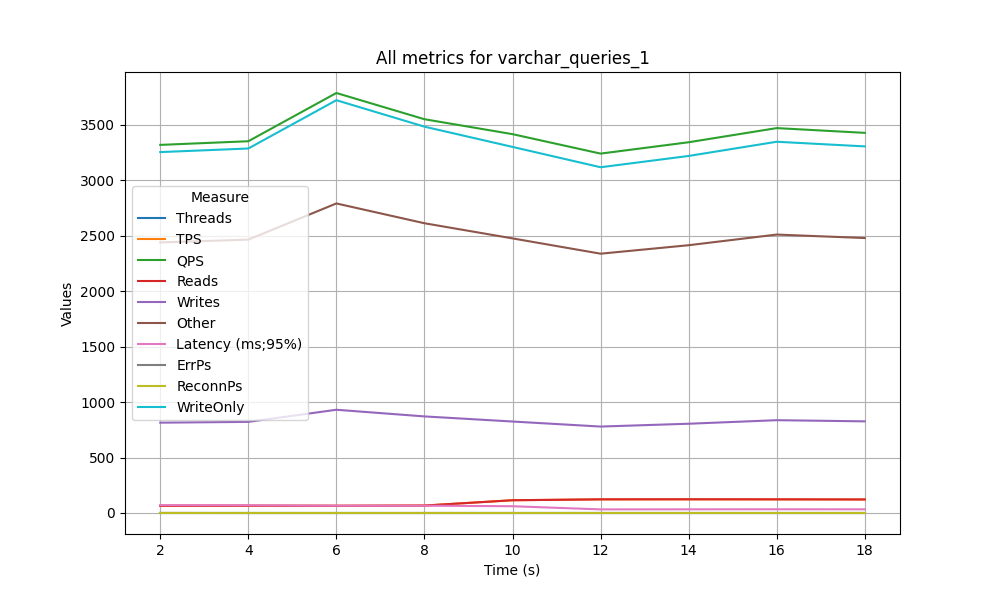 All metrics for varchar_queries_1
3500
3000
2500
2000
1500
1000
500
0
Values
Measure
Threads
TPS
QPS
Reads
Writes
Other
Latency (ms;95%)
ErrPs
ReconnPs
WriteOnly
2 4 6 8 10 12 14 16 18
Time (s)